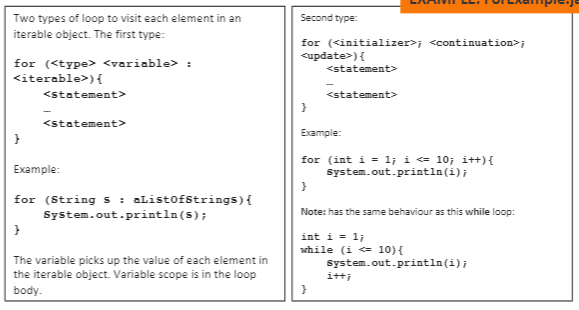 EXAMPLE: ForExample.ja
Two types of loop to visit each element in an
iterable object. The first type:
for (<type> <variable> :
<iterable>){
    <statement>
    …
    <statement>
}
Example:
for (String s : aListOfStrings){
    System.out.println(s);
}
The variable picks up the value of each element in
the iterable object. Variable scope is in the loop
body.
Second type:
for (<initializer>; <continuation>;
<update>){
    <statement>
    …
    <statement>
}
Example:
for (int i = 1; i <= 10; i++){
    System.out.println(i);
}
Note: has the same behaviour as this while loop:
int i = 1;
while (i <= 10){
    System.out.println(i);
    i++;
}